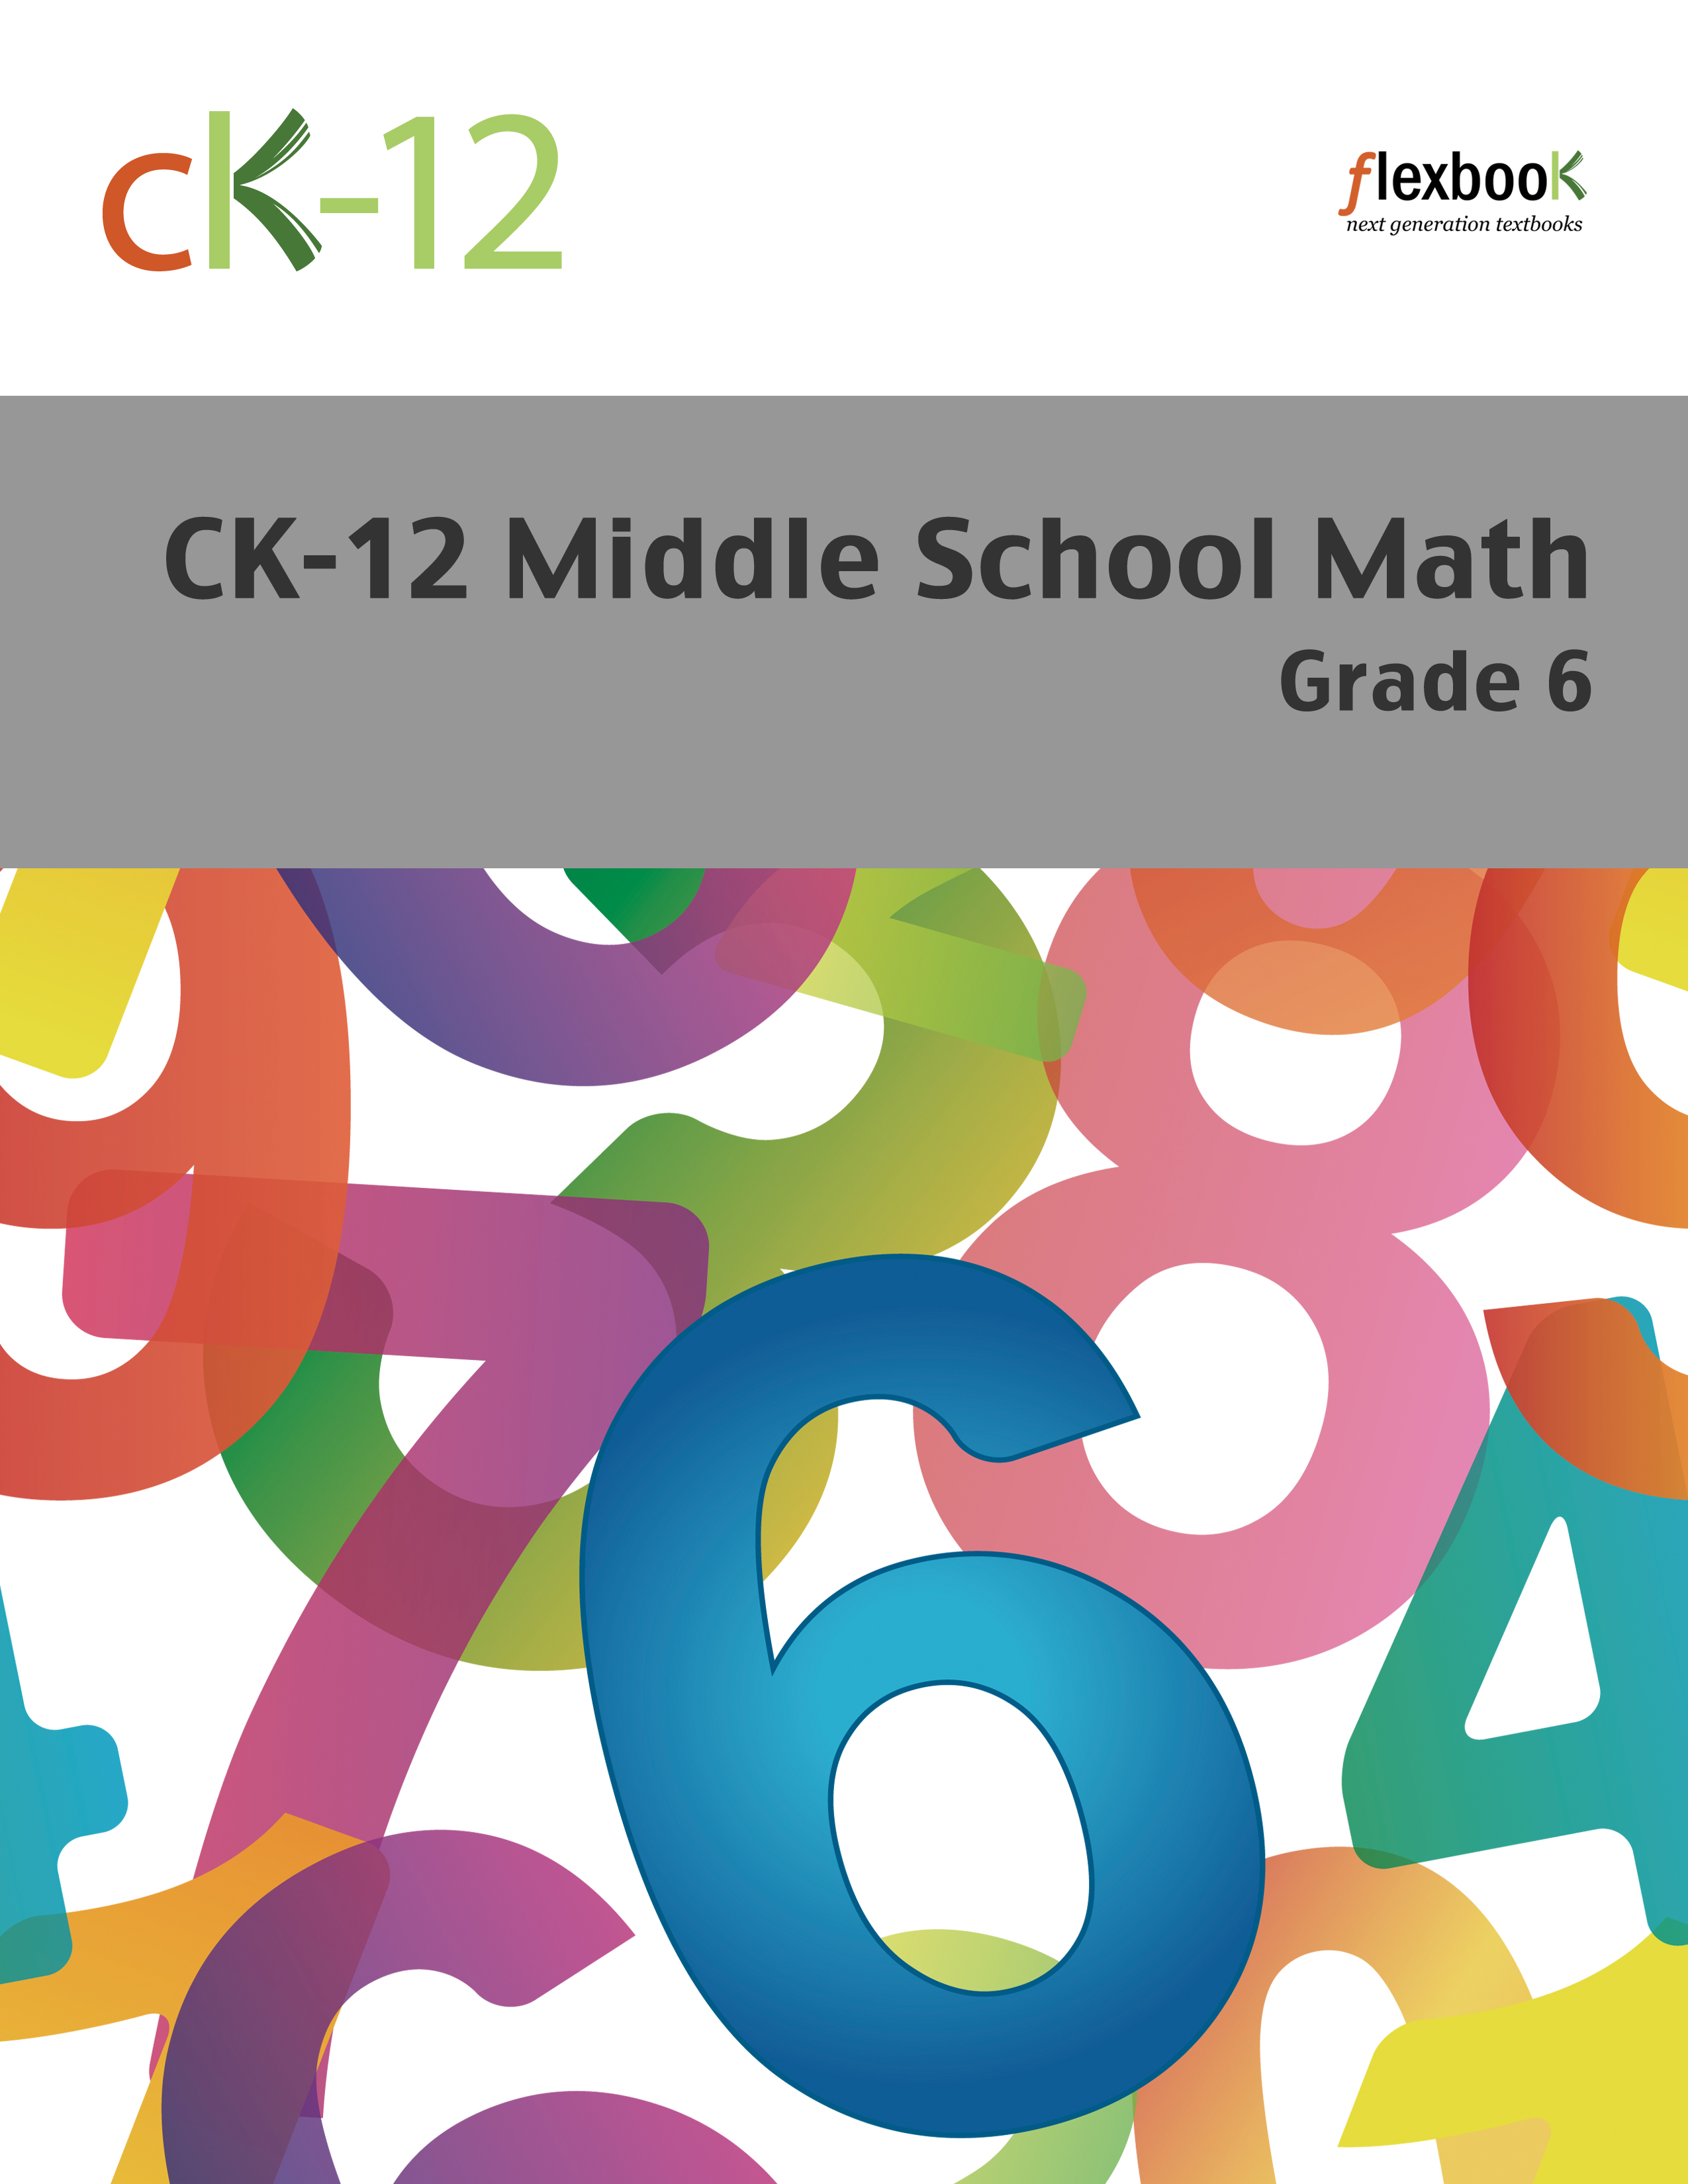 cK-12
flexbook
next generation textbooks
CK-12 Middle School Math
Grade 6